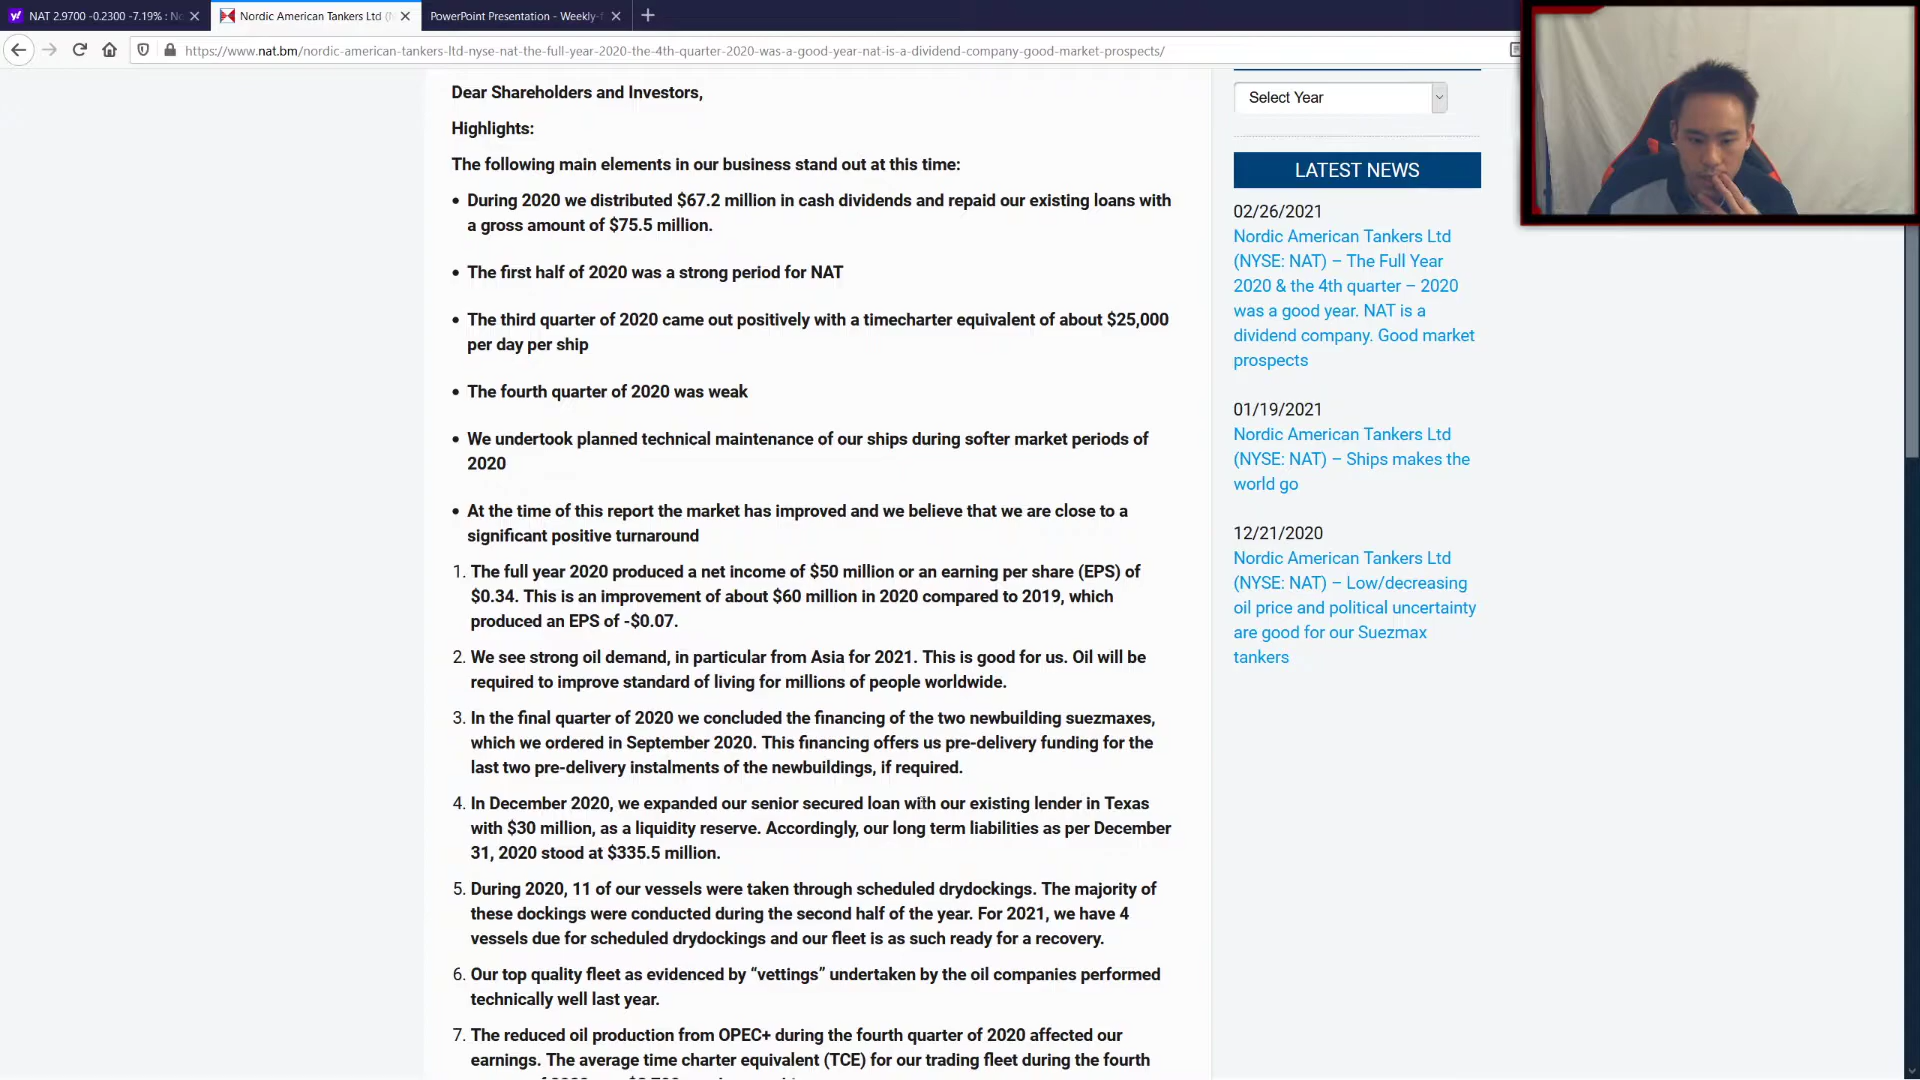 NAT 2.9700 -0.2300 -7.19% : No
Nordic American Tankers Ltd (N
PowerPoint Presentation - Weekly-f
https://www.nat.bm/nordic-american-tankers-ltd-nyse-nat-the-full-year-2020-the-4th-quarter-2020-was-a-good-year-nat-is-a-dividend-company-good-market-prospects/
Dear Shareholders and Investors,
Highlights:
The following main elements in our business stand out at this time:
• During 2020 we distributed $67.2 million in cash dividends and repaid our existing loans with
a gross amount of $75.5 million.
• The first half of 2020 was a strong period for NAT
• The third quarter of 2020 came out positively with a timecharter equivalent of about $25,000
per day per ship
• The fourth quarter of 2020 was weak
• We undertook planned technical maintenance of our ships during softer market periods of
2020
• At the time of this report the market has improved and we believe that we are close to a
significant positive turnaround
1. The full year 2020 produced a net income of $50 million or an earning per share (EPS) of
$0.34. This is an improvement of about $60 million in 2020 compared to 2019, which
produced an EPS of -$0.07.
2. We see strong oil demand, in particular from Asia for 2021. This is good for us. Oil will be
required to improve standard of living for millions of people worldwide.
3. In the final quarter of 2020 we concluded the financing of the two newbuilding suezmaxes,
which we ordered in September 2020. This financing offers us pre-delivery funding for the
last two pre-delivery instalments of the newbuildings, if required.
4. In December 2020, we expanded our senior secured loan with our existing lender in Texas
with $30 million, as a liquidity reserve. Accordingly, our long term liabilities as per December
31, 2020 stood at $335.5 million.
5. During 2020, 11 of our vessels were taken through scheduled drydockings. The majority of
these dockings were conducted during the second half of the year. For 2021, we have 4
vessels due for scheduled drydockings and our fleet is as such ready for a recovery.
6. Our top quality fleet as evidenced by “vettings” undertaken by the oil companies performed
technically well last year.
7. The reduced oil production from OPEC+ during the fourth quarter of 2020 affected our
earnings. The average time charter equivalent (TCE) for our trading fleet during the fourth
Select Year
LATEST NEWS
02/26/2021
Nordic American Tankers Ltd
(NYSE: NAT) – The Full Year
2020 & the 4th quarter – 2020
was a good year. NAT is a
dividend company. Good market
prospects
01/19/2021
Nordic American Tankers Ltd
(NYSE: NAT) – Ships makes the
world go
12/21/2020
Nordic American Tankers Ltd
(NYSE: NAT) – Low/decreasing
oil price and political uncertainty
are good for our Suezmax
tankers